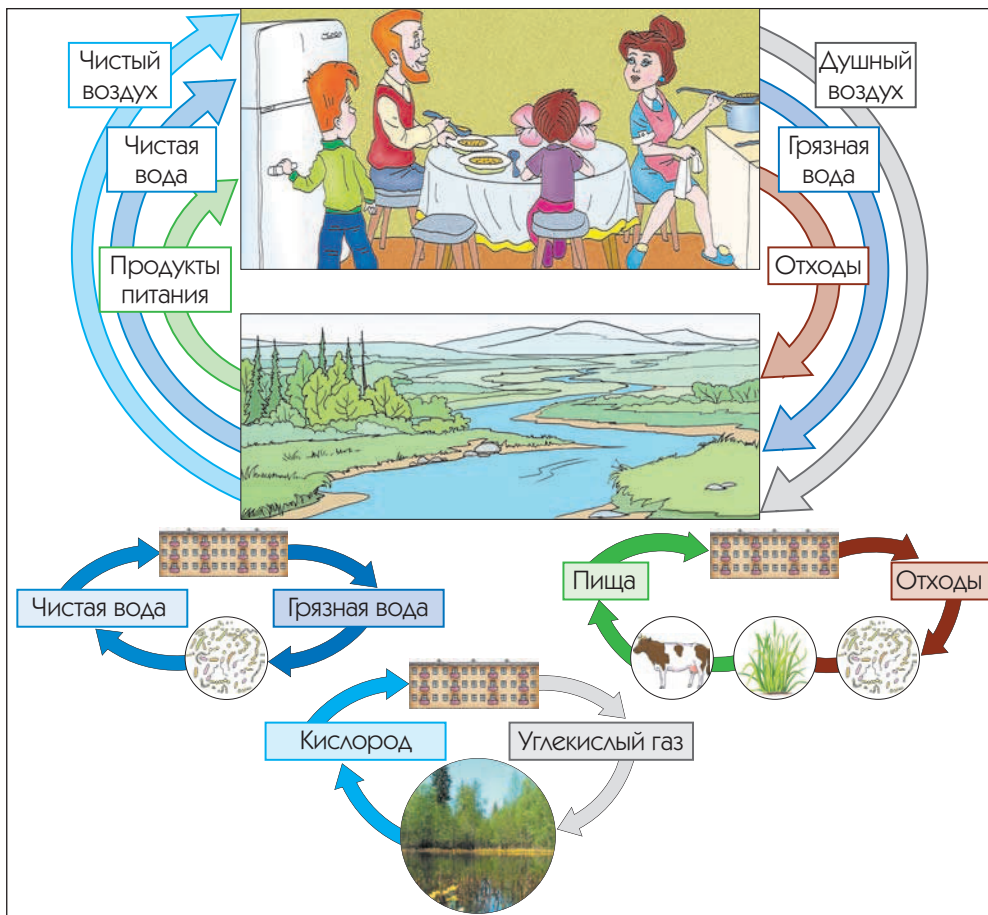 Чистый
воздух
Душный
воздух
Чистая
вода
Грязная
вода
Продукты
питания
Отходы
Чистая вода
Грязная вода
Пища
Отходы
Кислород
Углекислый газ